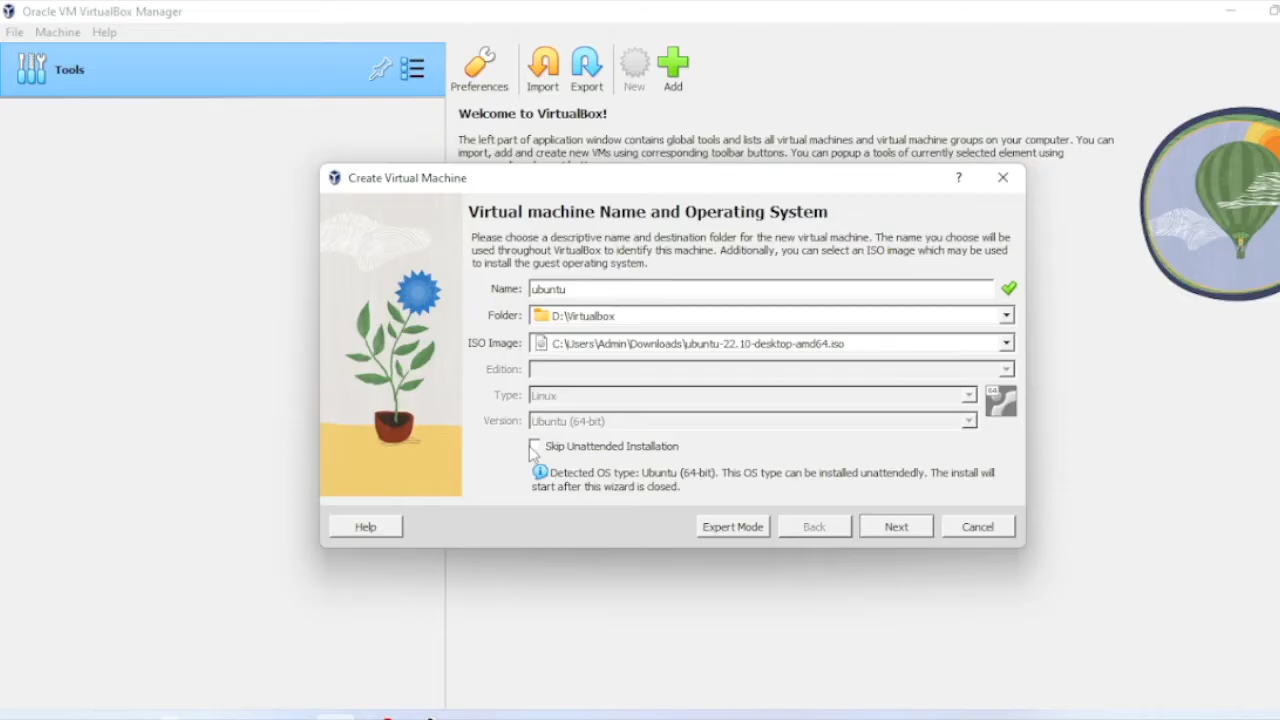 Oracle VM VirtualBox Manager
File Machine Help
Tools
Preferences Import Export New Add
Welcome to VirtualBox!
The left part of application window contains global tools and lists all virtual machines and virtual machine groups on your computer. You can
import, add and create new VMs using corresponding toolbar buttons. You can popup a tools of currently selected element using
Create Virtual Machine
?
Virtual machine Name and Operating System
Please choose a descriptive name and destination folder for the new virtual machine. The name you choose will be
used throughout VirtualBox to identify this machine. Additionally, you can select an ISO image which may be used
to install the guest operating system.
Name: ubuntu
Folder: D:\Virtualbox
ISO Image: C:\Users\Admin\Downloads\ubuntu-22.10-desktop-amd64.iso
Edition:
Type: Linux
64
Version: Ubuntu (64-bit)
Skip Unattended Installation
Detected OS type: Ubuntu (64-bit). This OS type can be installed unattendedly. The install will
start after this wizard is closed.
Help Expert Mode Back Next Cancel